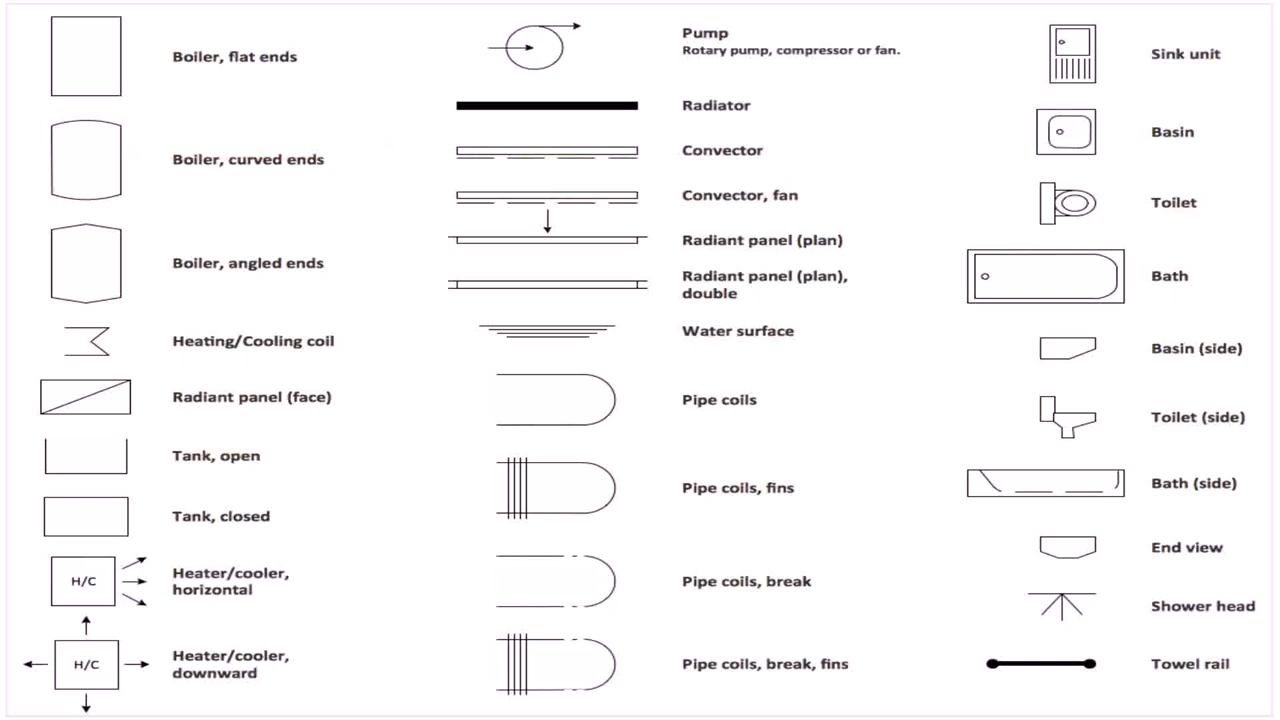 Boiler, flat ends
Boiler, curved ends
Boiler, angled ends
Heating/Cooling coil
Radiant panel (face)
Tank, open
Tank, closed
H/C
Heater/cooler,
horizontal
H/C
Heater/cooler,
downward
Pump
Rotary pump, compressor or fan.
Radiator
Convector
Convector, fan
Radiant panel (plan)
Radiant panel (plan),
double
Water surface
Pipe coils
Pipe coils, fins
Pipe coils, break
Pipe coils, break, fins
Sink unit
Basin
Toilet
Bath
Basin (side)
Toilet (side)
Bath (side)
End view
Shower head
Towel rail